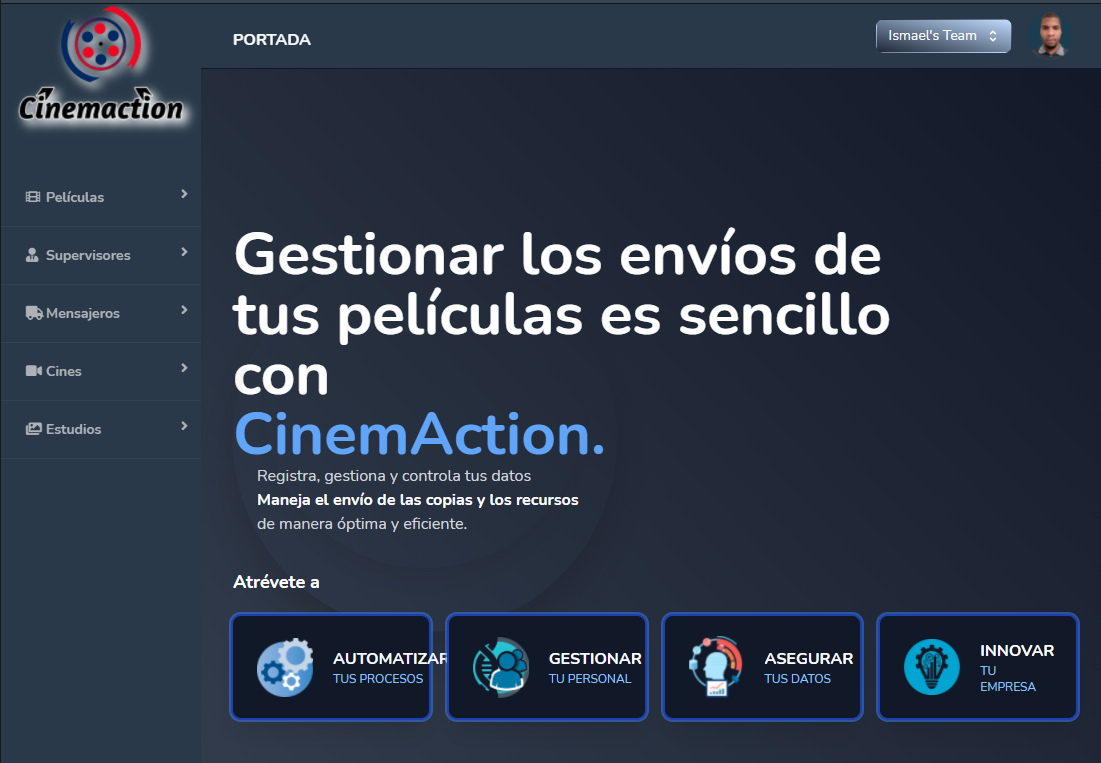 Cinemaction
PORTADA
Ismael's Team
Películas
Supervisores
Mensajeros
Cines
Estudios
Gestionar los envíos de
tus películas es sencillo
con
CinemAction.
Registra, gestiona y controla tus datos
Maneja el envío de las copias y los recursos
de manera óptima y eficiente.
Atrévete a
AUTOMATIZAR
TUS PROCESOS
GESTIONAR
TU PERSONAL
ASEGURAR
TUS DATOS
INNOVAR
TU
EMPRESA